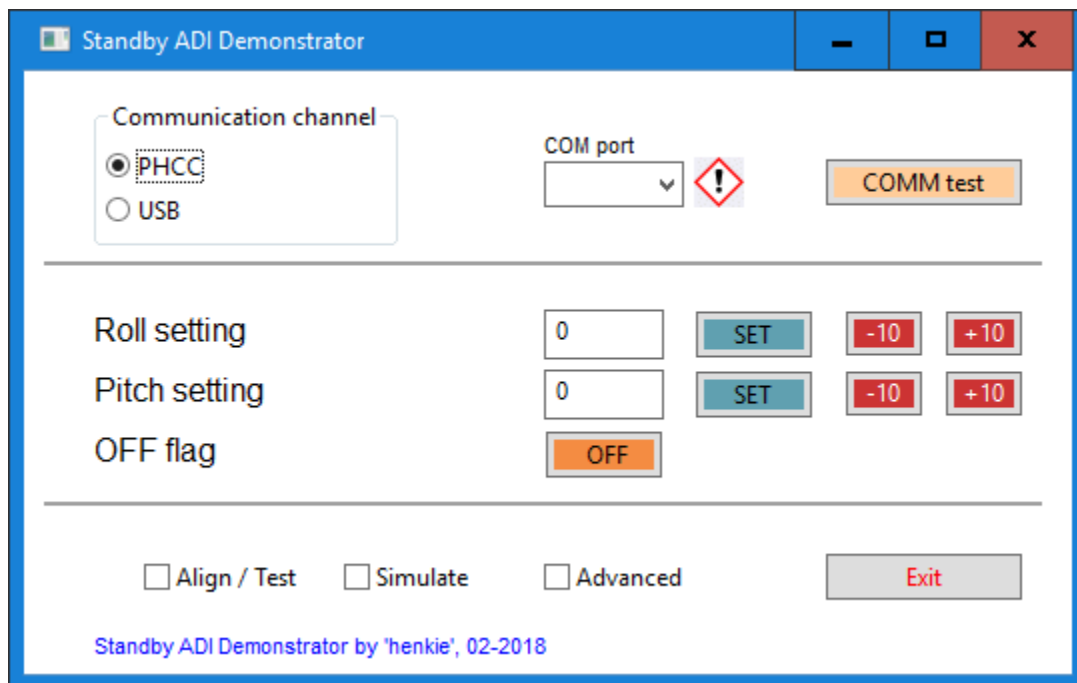 Standby ADI Demonstrator
Communication channel
PHCC
USB
COM port
!
COMM test
Roll setting
0
SET
-10
+10
Pitch setting
0
SET
-10
+10
OFF flag
OFF
Align / Test
Simulate
Advanced
Exit
Standby ADI Demonstrator by 'henkie', 02-2018